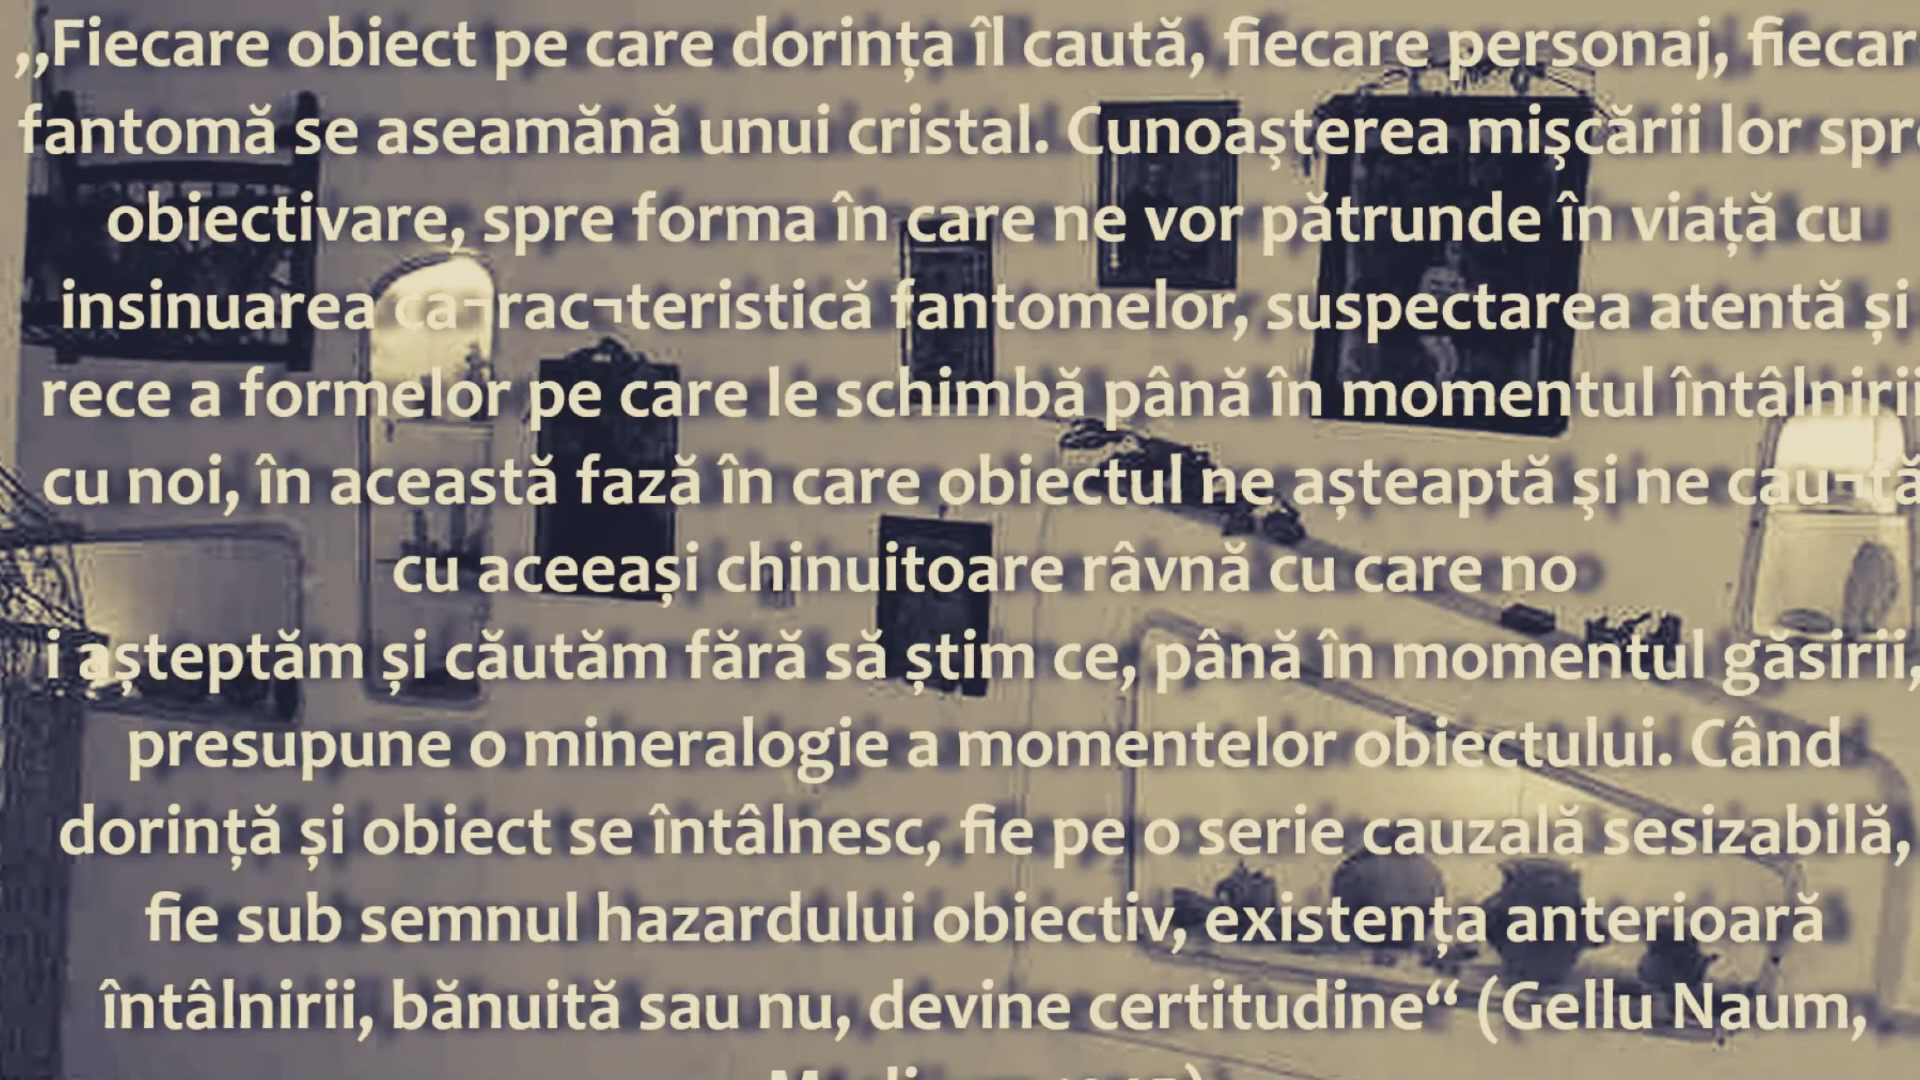 „Fiecare obiect pe care dorința îl caută, fiecare personaj, fiecar
fantomă se aseamănă unui cristal. Cunoaşterea mişcării lor spre
obiectivare, spre forma în care ne vor pătrunde în viață cu
insinuarea ca¬rac¬teristică fantomelor, suspectarea atentă și
rece a formelor pe care le schimbă până în momentul întâlnirii
cu noi, în această fază în care obiectul ne așteaptă şi ne cau¬tă
cu aceeași chinuitoare râvnă cu care no
i așteptăm și căutăm fără să știm ce, până în momentul găsirii,
presupune o mineralogie a momentelor obiectului. Când
dorință și obiect se întâlnesc, fie pe o serie cauzală sesizabilă,
fie sub semnul hazardului obiectiv, existența anterioară
întâlnirii, bănuită sau nu, devine certitudine“ (Gellu Naum,